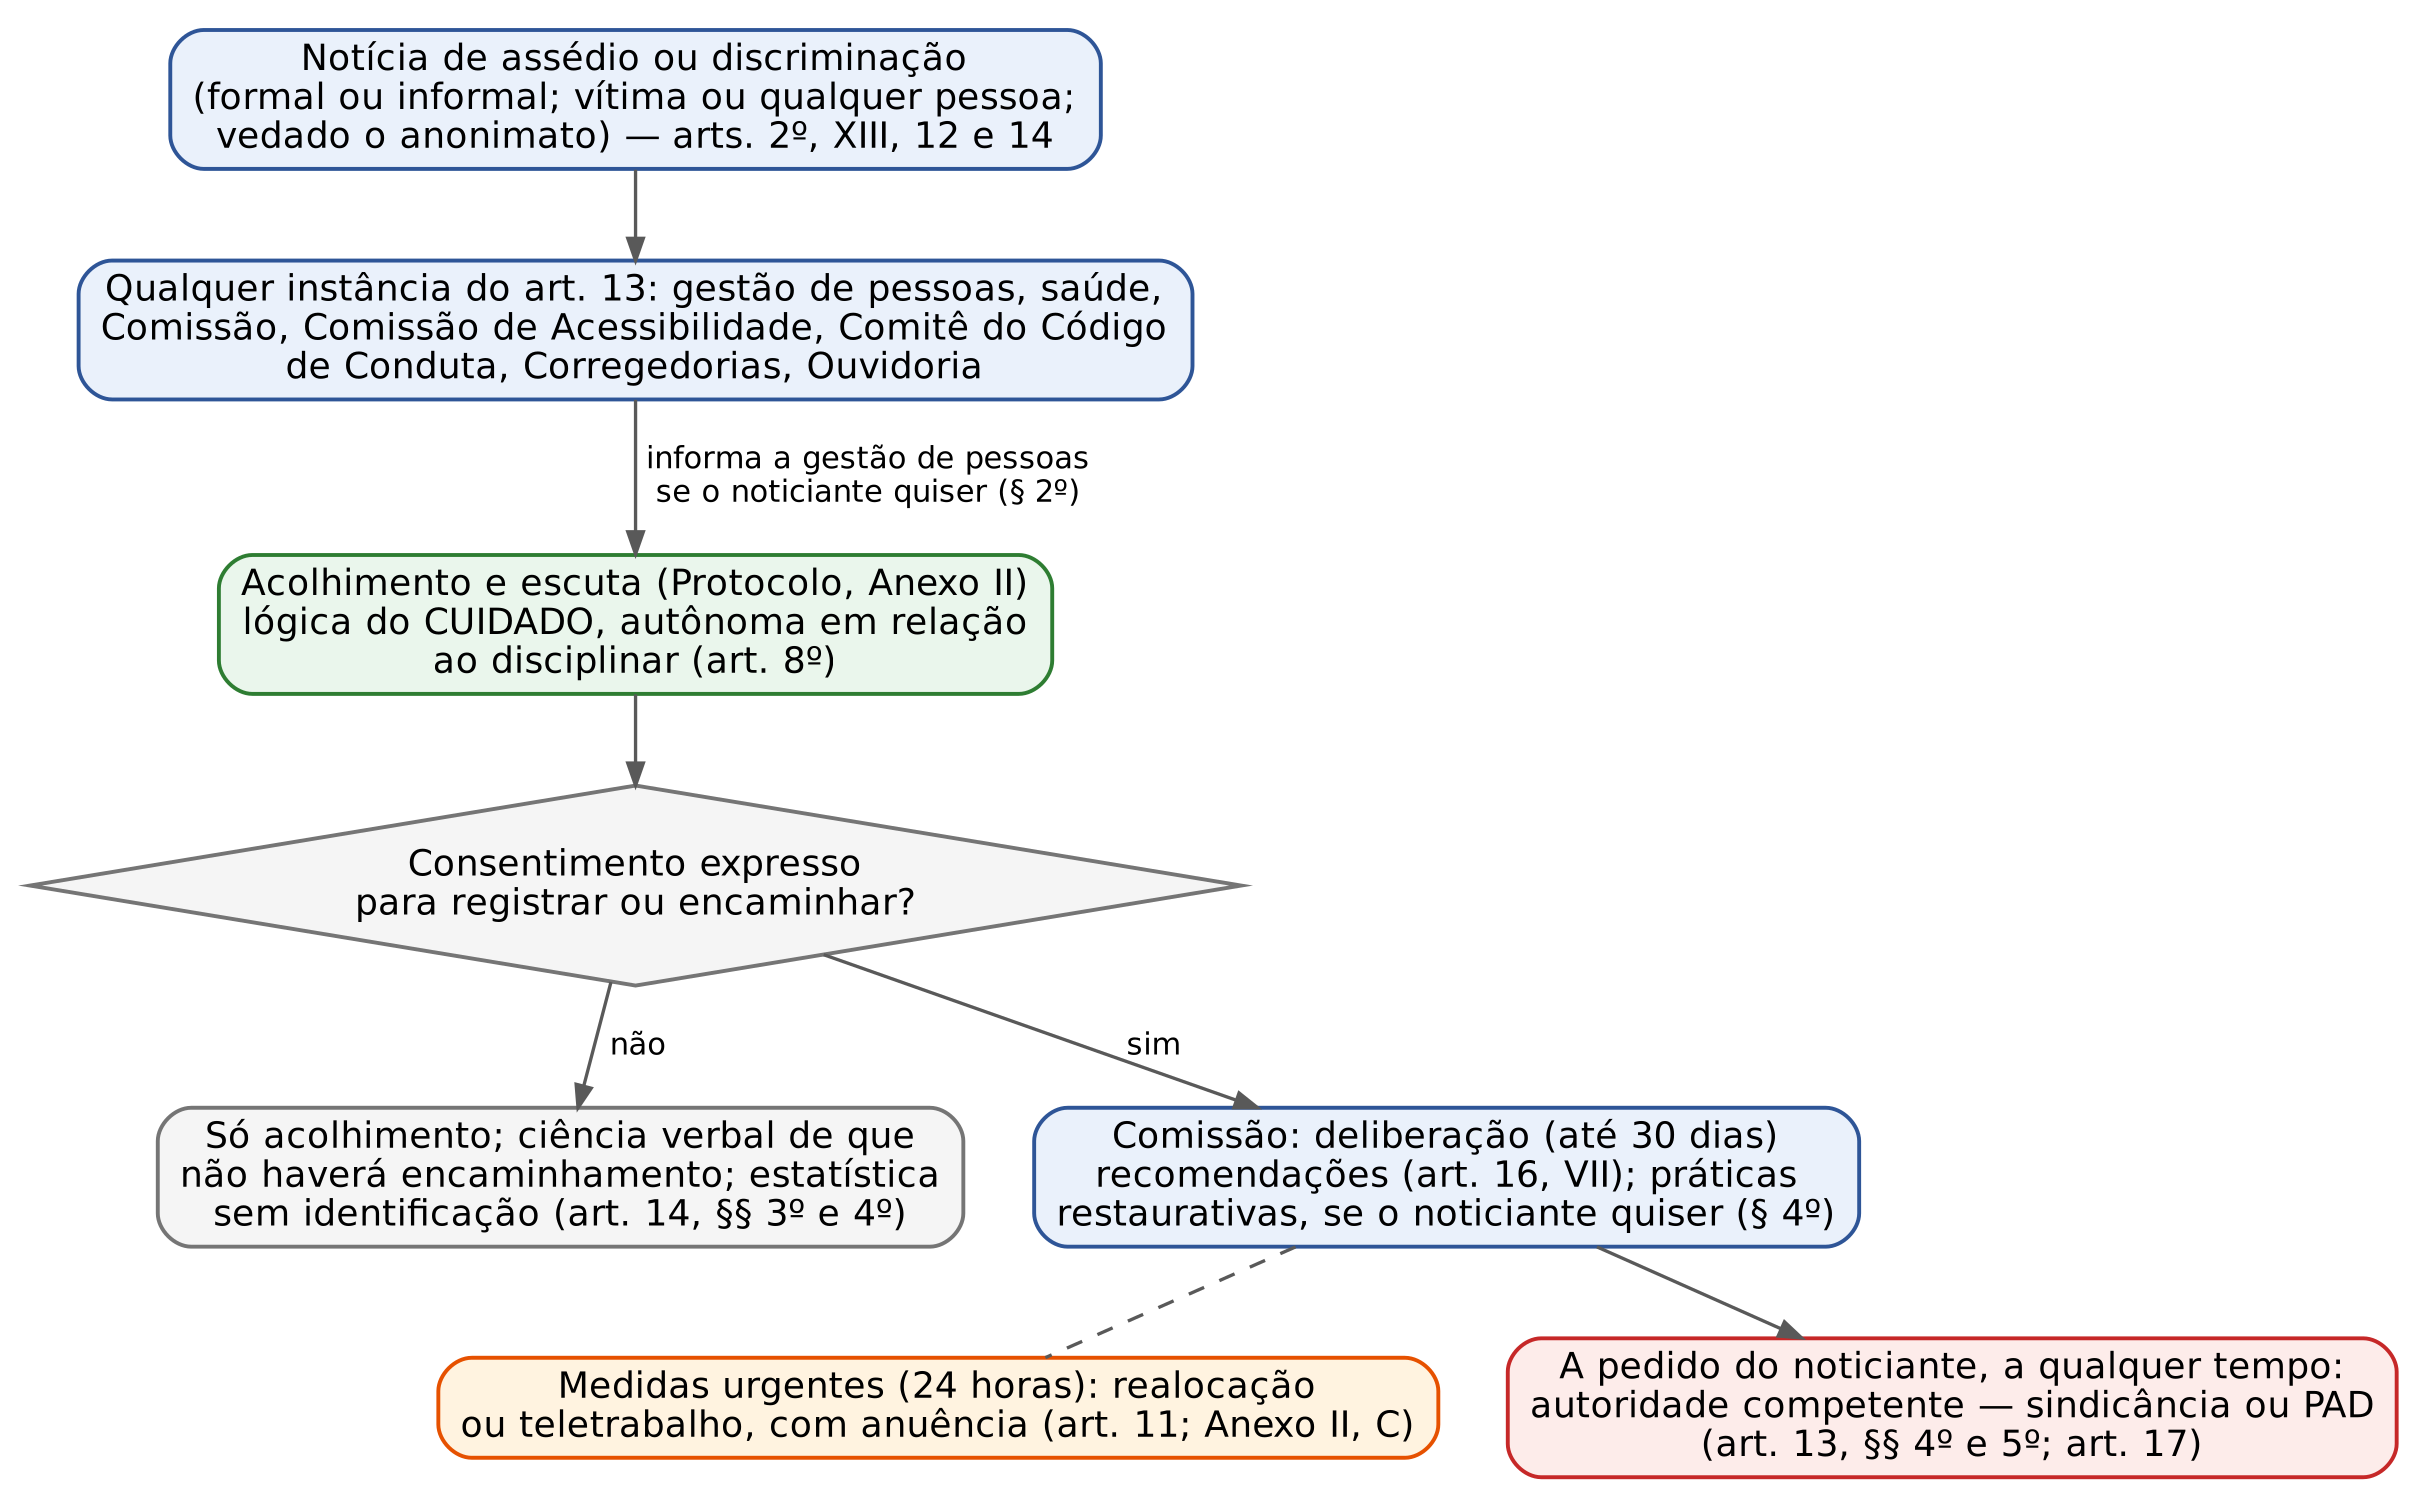 Notícia de assédio ou discriminação
(formal ou informal; vítima ou qualquer pessoa;
vedado o anonimato) — arts. 2º, XIII, 12 e 14
Qualquer instância do art. 13: gestão de pessoas, saúde,
Comissão, Comissão de Acessibilidade, Comitê do Código
de Conduta, Corregedorias, Ouvidoria
informa a gestão de pessoas
se o noticiante quiser (§ 2º)
Acolhimento e escuta (Protocolo, Anexo II)
lógica do CUIDADO, autônoma em relação
ao disciplinar (art. 8º)
Consentimento expresso
para registrar ou encaminhar?
não
sim
Só acolhimento; ciência verbal de que
não haverá encaminhamento; estatística
sem identificação (art. 14, §§ 3º e 4º)
Comissão: deliberação (até 30 dias)
recomendações (art. 16, VII); práticas
restaurativas, se o noticiante quiser (§ 4º)
Medidas urgentes (24 horas): realocação
ou teletrabalho, com anuência (art. 11; Anexo II, C)
A pedido do noticiante, a qualquer tempo:
autoridade competente — sindicância ou PAD
(art. 13, §§ 4º e 5º; art. 17)